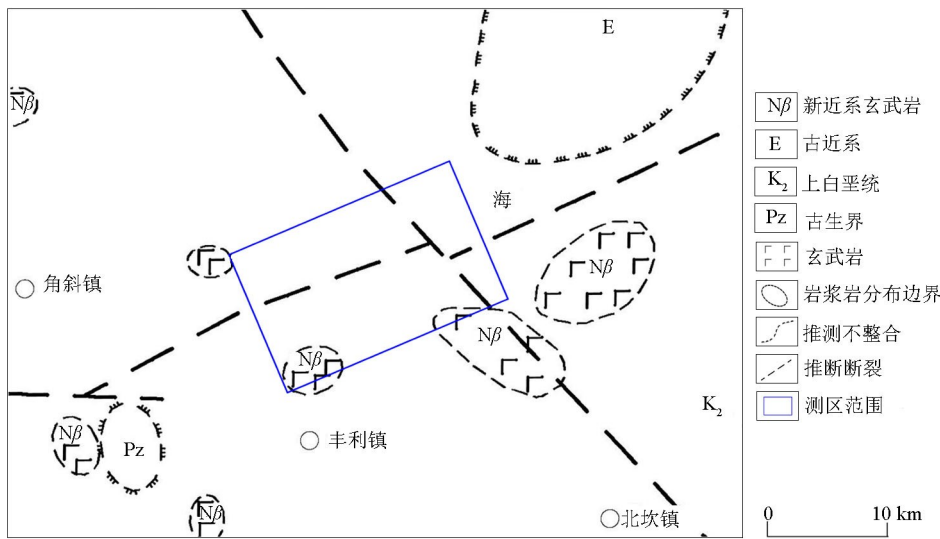 E
Nβ
海
Nβ
角斜镇
Nβ
Nβ
K₂
Nβ
Pz
丰利镇
Nβ
北坎镇
Nβ 新近系玄武岩
E 古近系
K₂ 上白垩统
Pz 古生界
玄武岩
岩浆岩分布边界
推测不整合
推断断裂
测区范围
0 10 km